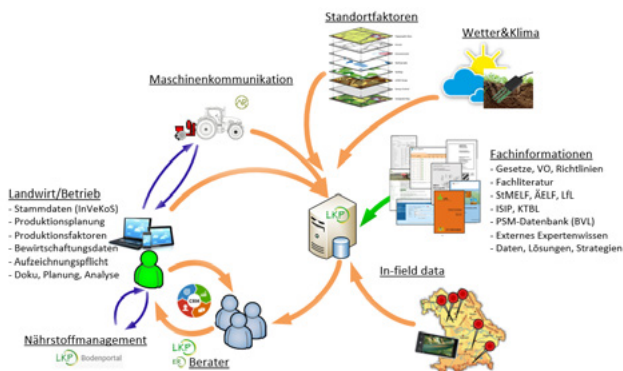 Standortfaktoren
Wetter&Klima
Maschinenkommunikation
Fachinformationen
- Gesetze, VO, Richtlinien
- Fachliteratur
- StMELF, ÄELF, LfL
- ISIP, KTBL
- PSM-Datenbank (BVL)
- Externes Expertenwissen
- Daten, Lösungen, Strategien
LKP
Landwirt/Betrieb
- Stammdaten (InVeKoS)
- Produktionsplanung
- Produktionsfaktoren
- Bewirtschaftungsdaten
- Aufzeichnungspflicht
- Doku, Planung, Analyse
In-field data
CRM
Nährstoffmanagement
LKP Bodenportal
LKP
Berater